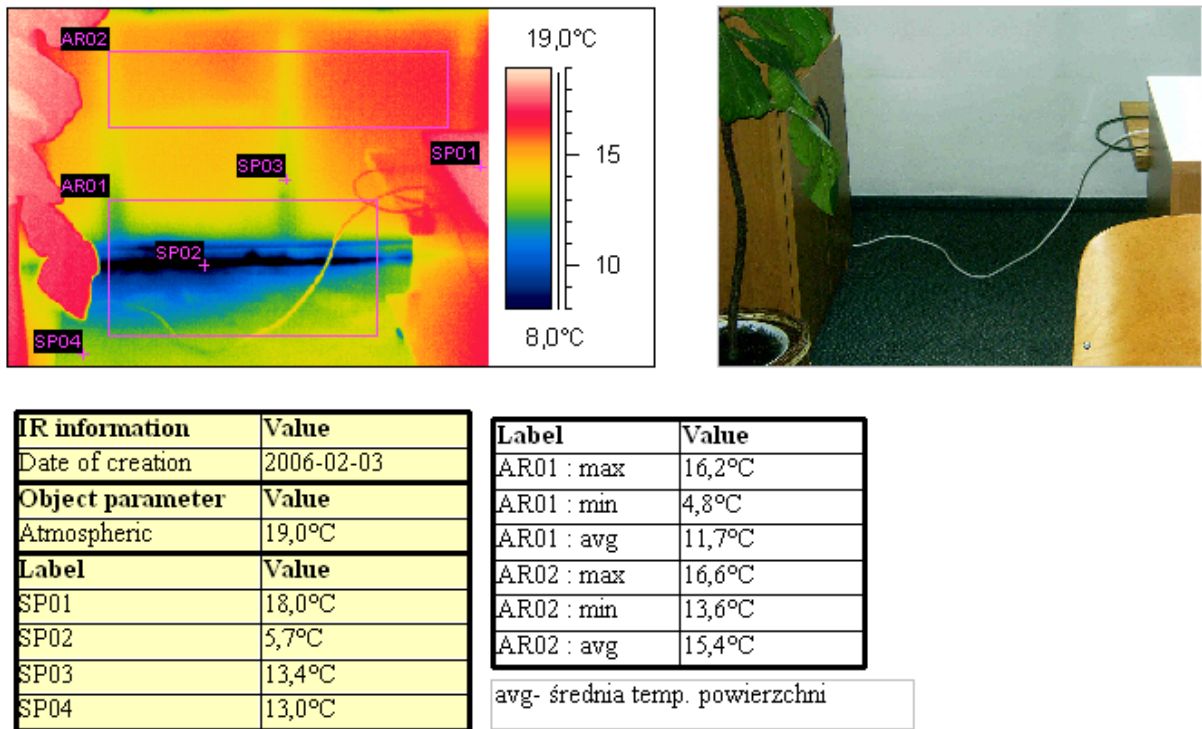 AR02
19,0°C
15
SP01
SP03
AR01
SP02
10
SP04
8,0°C
IR information Value
Date of creation 2006-02-03
Object parameter Value
Atmospheric 19,0°C
Label Value
SP01 18,0°C
SP02 5,7°C
SP03 13,4°C
SP04 13,0°C
Label Value
AR01 : max 16,2°C
AR01 : min 4,8°C
AR01 : avg 11,7°C
AR02 : max 16,6°C
AR02 : min 13,6°C
AR02 : avg 15,4°C
avg- średnia temp. powierzchni